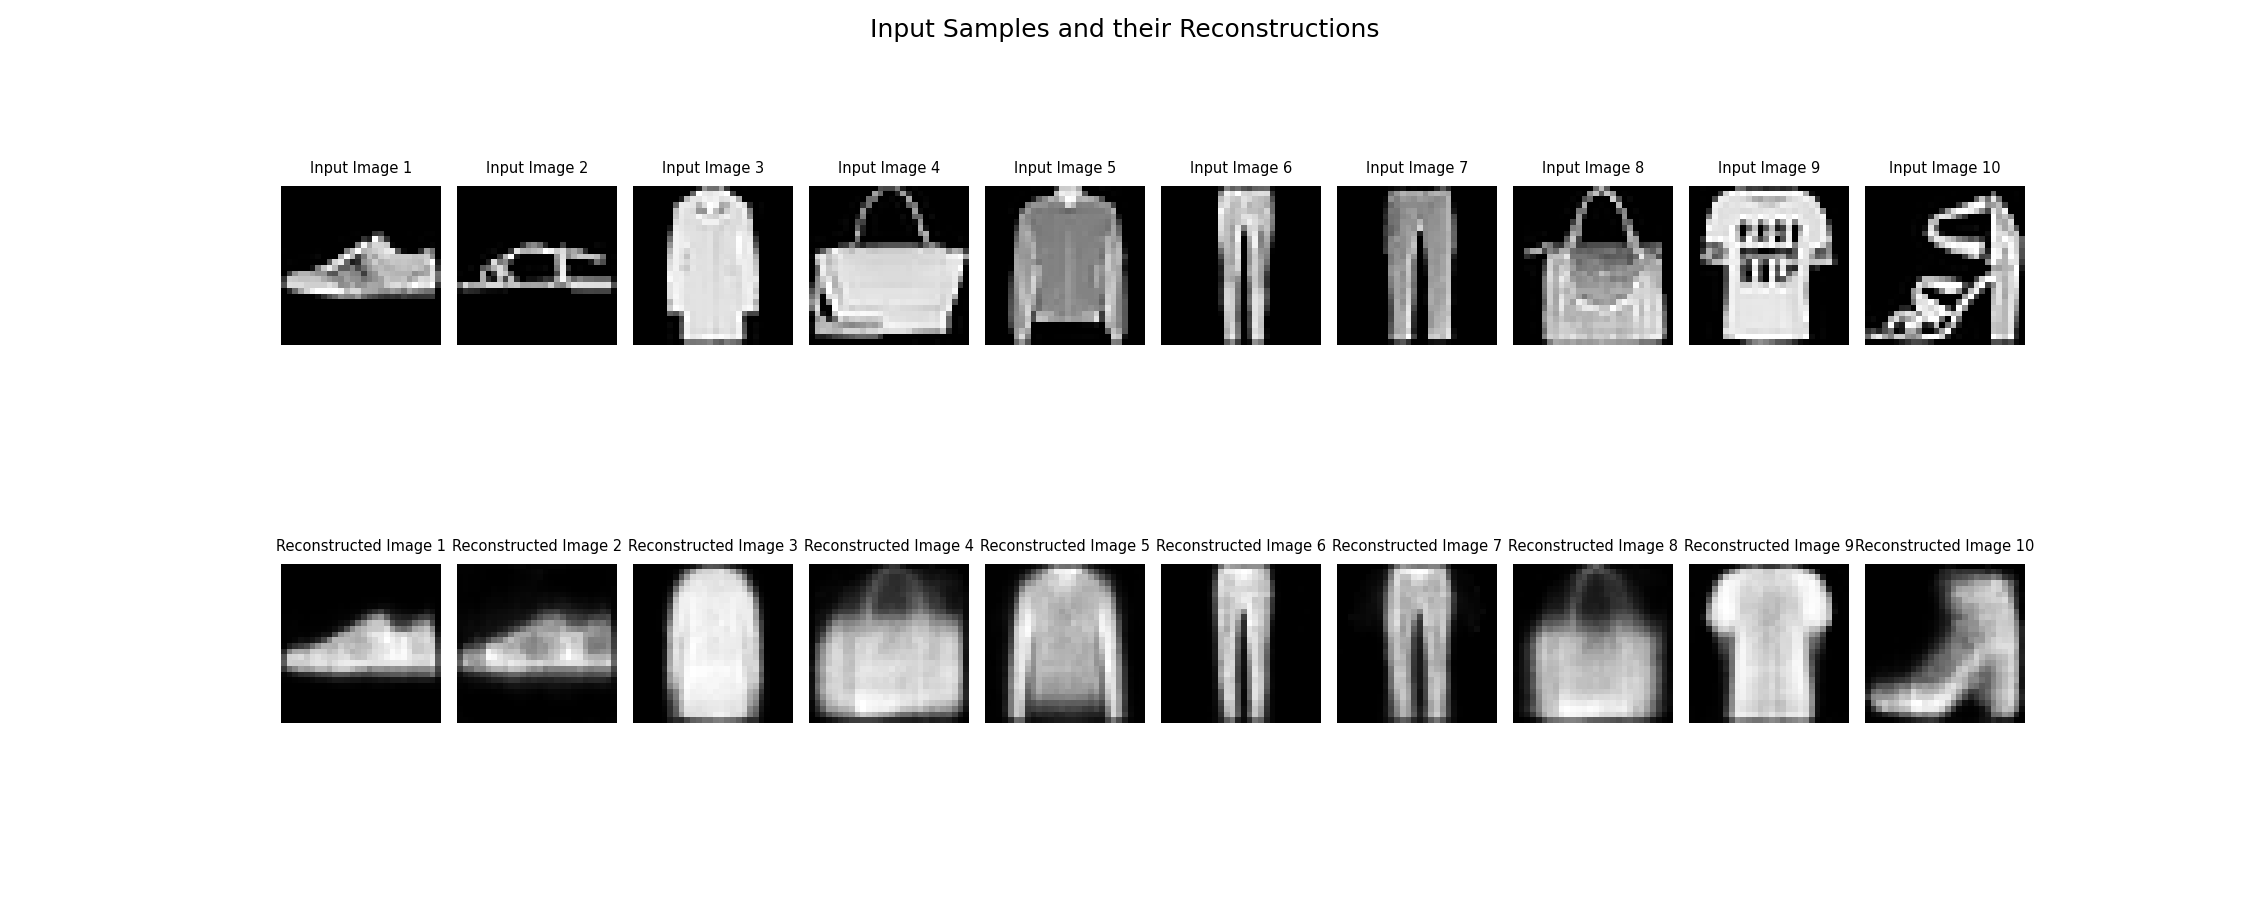 Input Samples and their Reconstructions
Input Image 1 Input Image 2 Input Image 3 Input Image 4 Input Image 5 Input Image 6 Input Image 7 Input Image 8 Input Image 9 Input Image 10
Reconstructed Image 1 Reconstructed Image 2 Reconstructed Image 3 Reconstructed Image 4 Reconstructed Image 5 Reconstructed Image 6 Reconstructed Image 7 Reconstructed Image 8 Reconstructed Image 9 Reconstructed Image 10